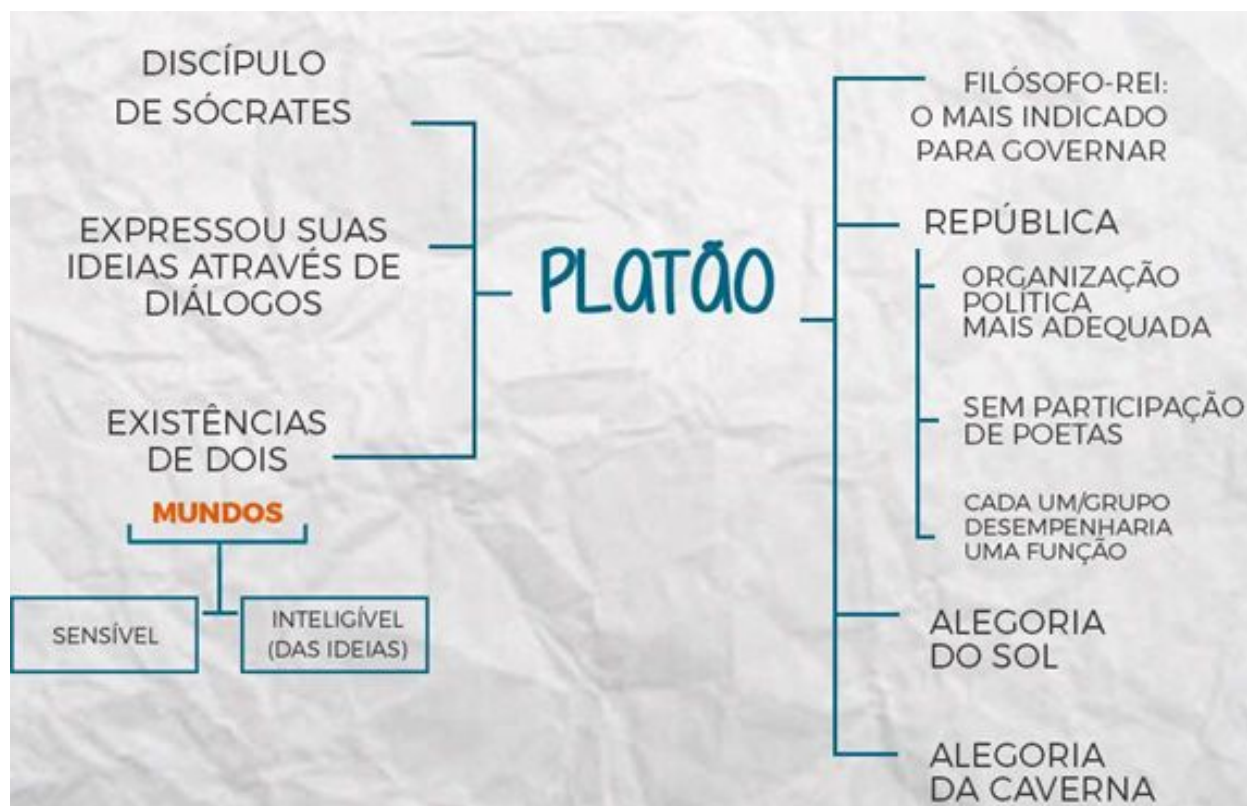 DISCÍPULO
DE SÓCRATES
EXPRESSOU SUAS
IDEIAS ATRAVÉS DE
DIÁLOGOS
EXISTÊNCIAS
DE DOIS
MUNDOS
SENSÍVEL
INTELIGÍVEL
(DAS IDEIAS)
PLATÃO
FILÓSOFO-REI:
O MAIS INDICADO
PARA GOVERNAR
REPÚBLICA
ORGANIZAÇÃO
POLÍTICA
MAIS ADEQUADA
SEM PARTICIPAÇÃO
DE POETAS
CADA UM/GRUPO
DESEMPENHARIA
UMA FUNÇÃO
ALEGORIA
DO SOL
ALEGORIA
DA CAVERNA